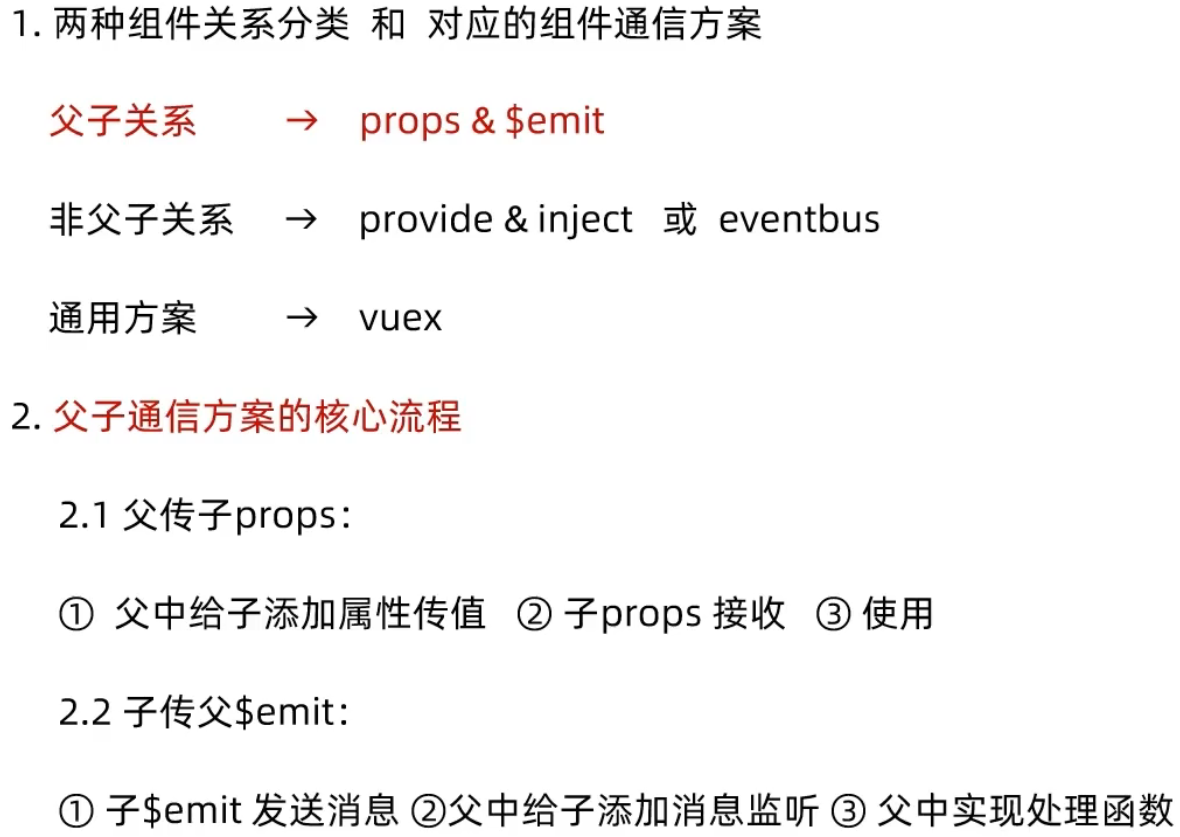 1. 两种组件关系分类 和 对应的组件通信方案
父子关系 → props & $emit
非父子关系 → provide & inject 或 eventbus
通用方案 → vuex
2. 父子通信方案的核心流程
2.1 父传子props：
① 父中给子添加属性传值 ② 子props 接收 ③ 使用
2.2 子传父$emit：
① 子$emit 发送消息 ②父中给子添加消息监听 ③ 父中实现处理函数